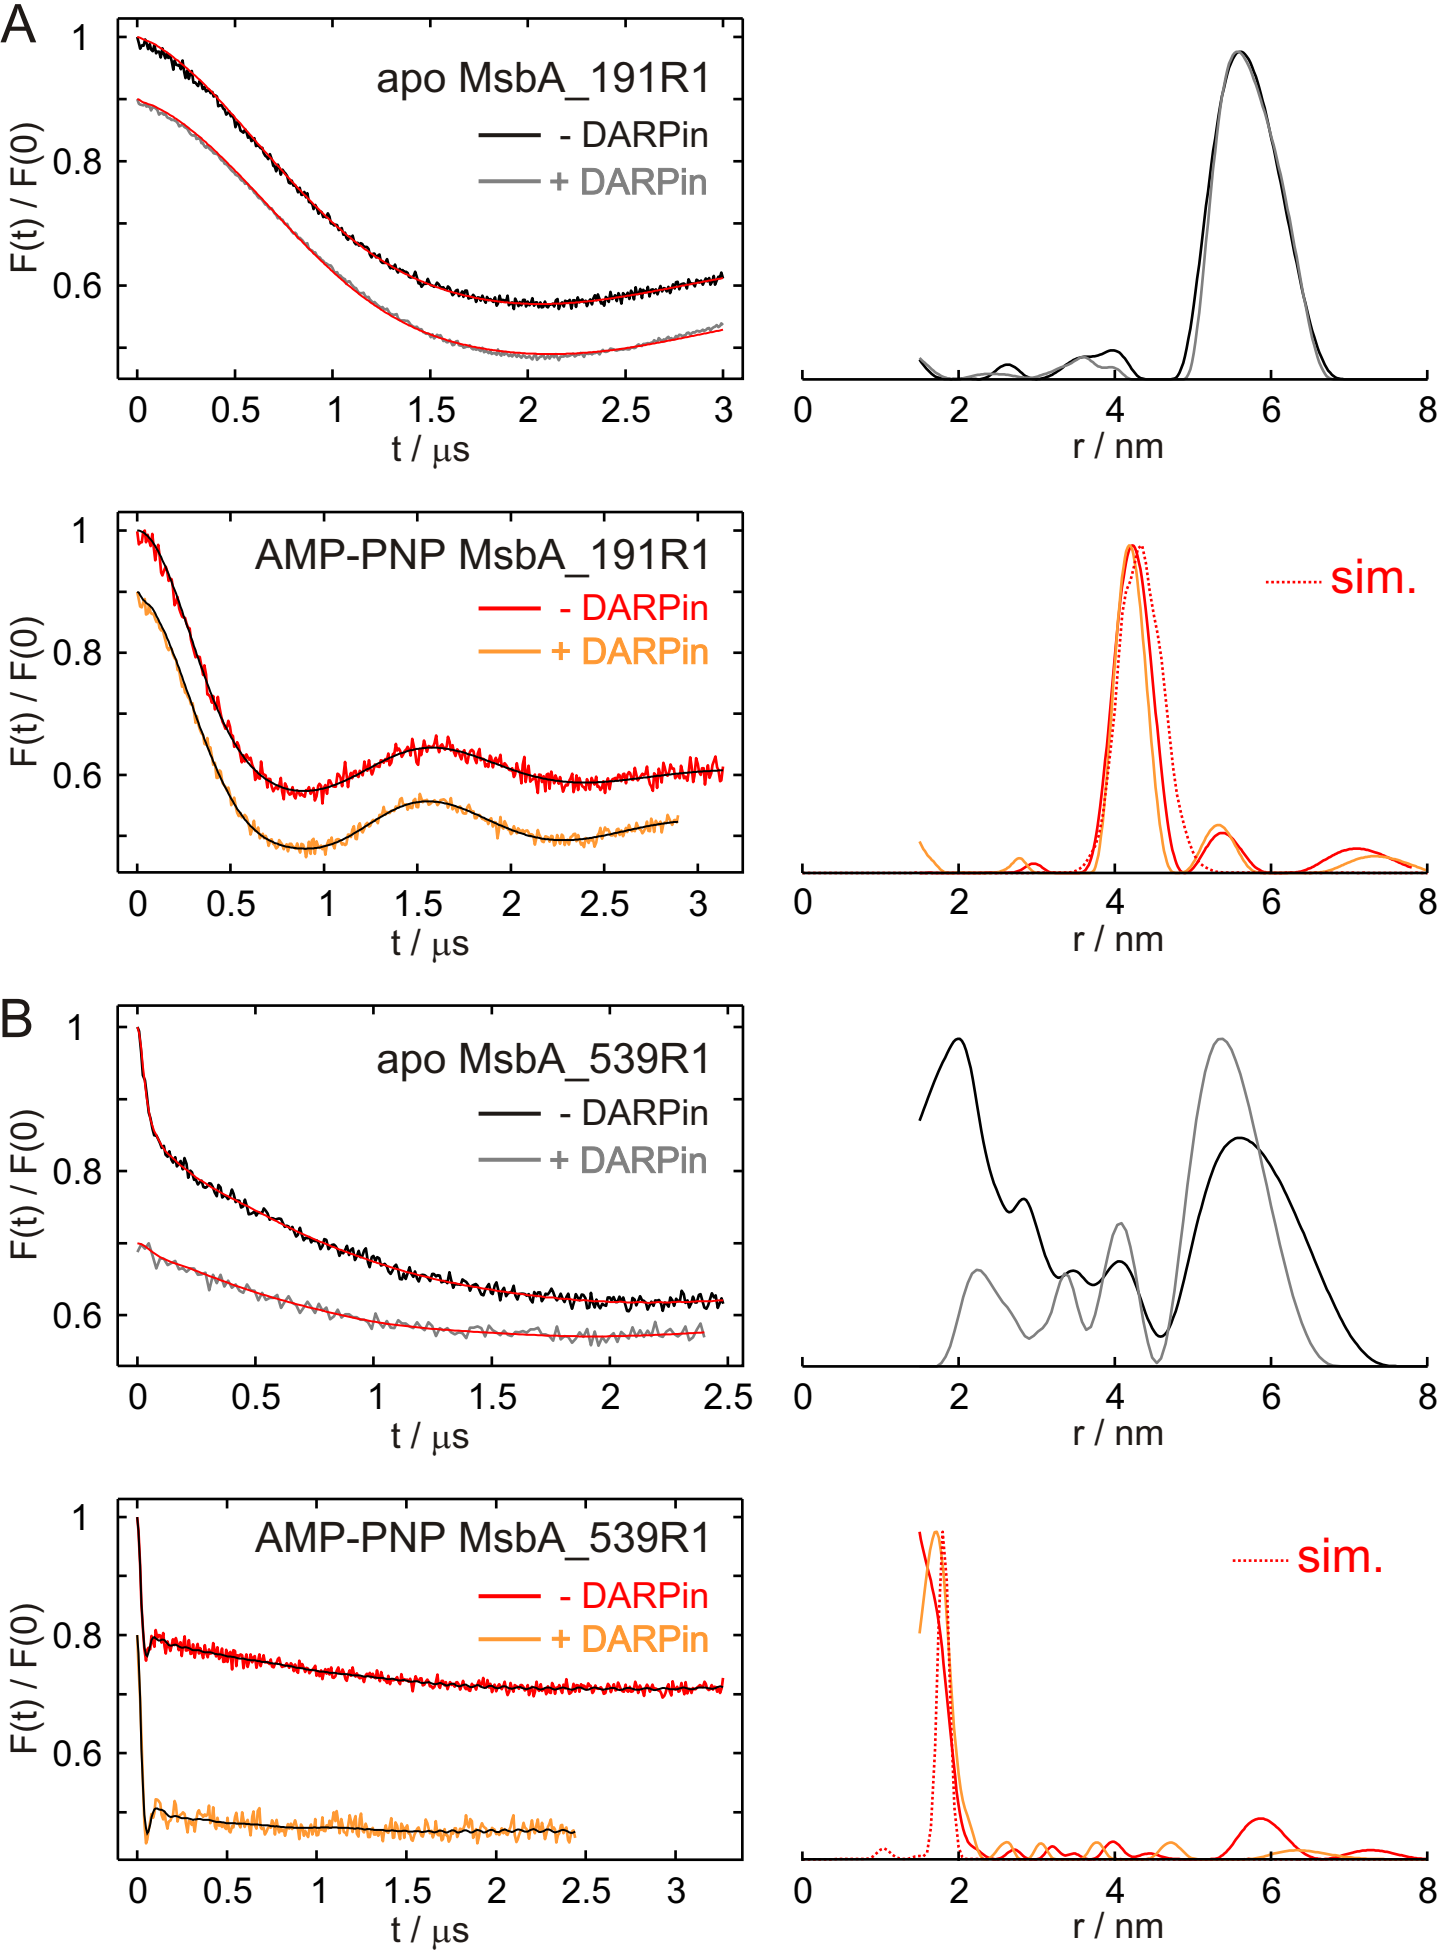 A
F(t) / F(0)
1
0.8
0.6
apo MsbA_191R1
- DARPin
+ DARPin
0 0.5 1 1.5 2 2.5 3
t / μs
0 2 4 6 8
r / nm
F(t) / F(0)
1
0.8
0.6
AMP-PNP MsbA_191R1
- DARPin
+ DARPin
0 0.5 1 1.5 2 2.5 3
t / μs
sim.
0 2 4 6 8
r / nm
B
F(t) / F(0)
1
0.8
0.6
apo MsbA_539R1
- DARPin
+ DARPin
0 0.5 1 1.5 2 2.5
t / μs
0 2 4 6 8
r / nm
F(t) / F(0)
1
0.8
0.6
AMP-PNP MsbA_539R1
- DARPin
+ DARPin
0 0.5 1 1.5 2 2.5 3
t / μs
sim.
0 2 4 6 8
r / nm